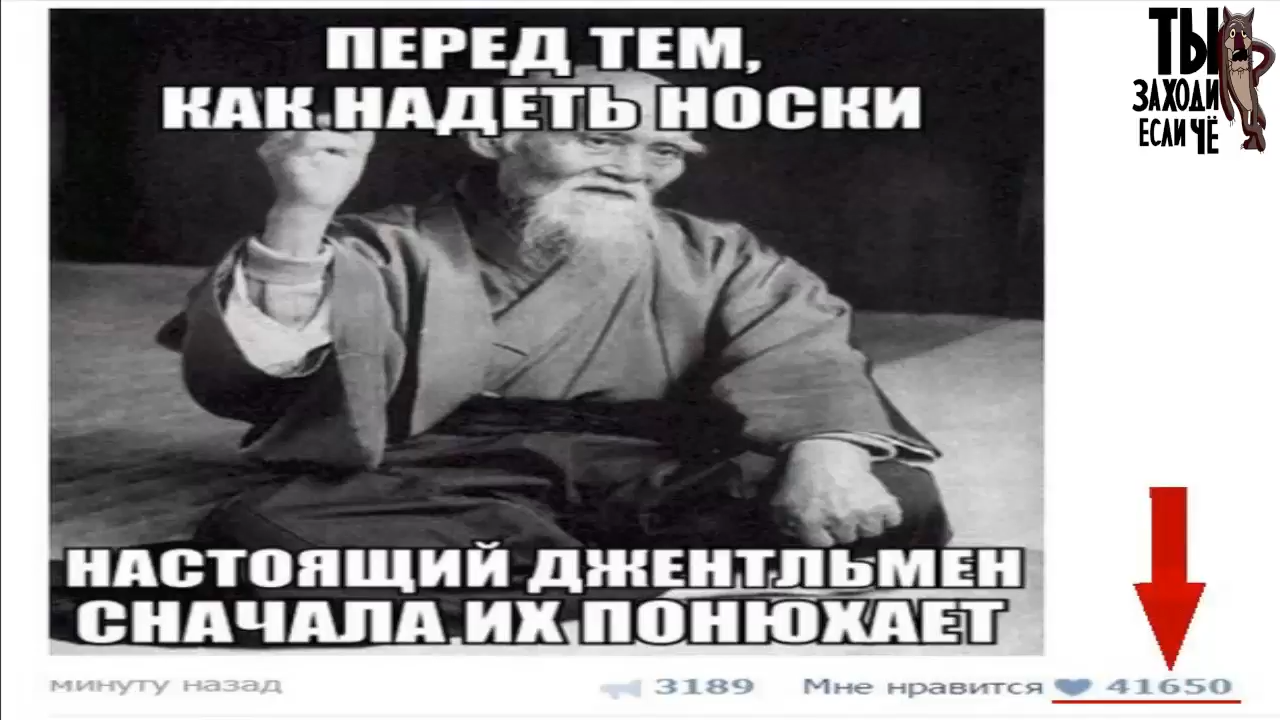 ПЕРЕД ТЕМ,
КАК НАДЕТЬ НОСКИ
НАСТОЯЩИЙ ДЖЕНТЛЬМЕН
СНАЧАЛА ИХ ПОНЮХАЕТ
минуту назад 3189 Мне нравится 41650
ТЫ
ЗАХОДИ
ЕСЛИ ЧЁ